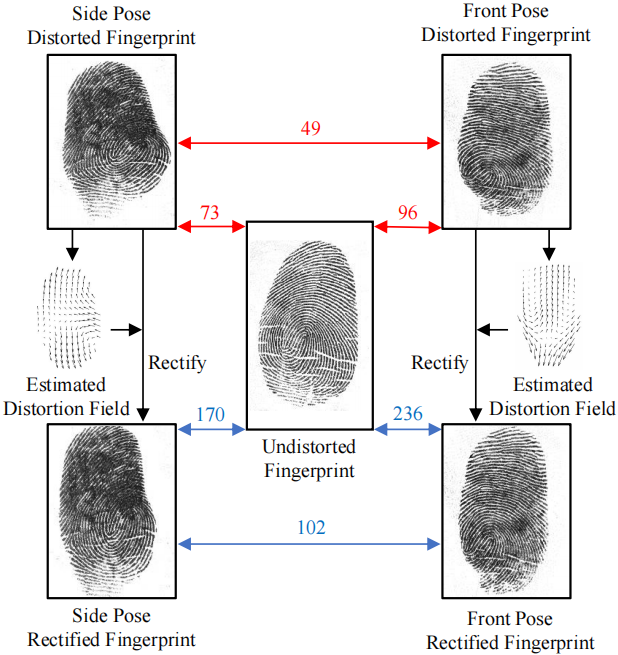 Side Pose
Distorted Fingerprint
Front Pose
Distorted Fingerprint
49
73
96
Rectify
Rectify
Estimated
Distortion Field
Estimated
Distortion Field
170
236
Undistorted
Fingerprint
102
Side Pose
Rectified Fingerprint
Front Pose
Rectified Fingerprint